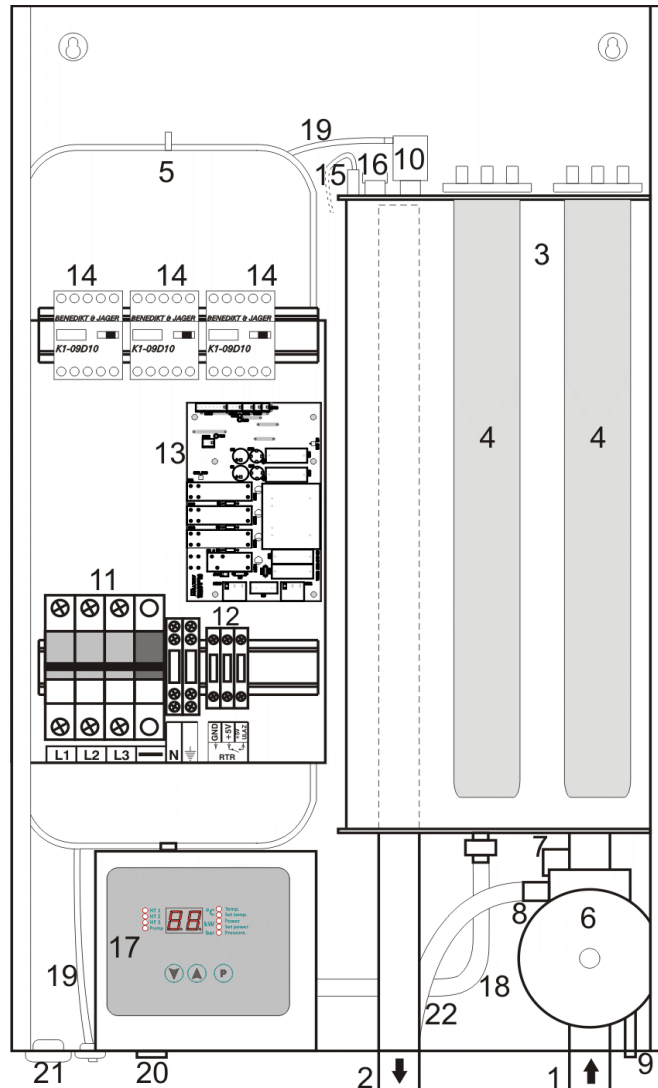 19
10
16
15
5
3
14 14 14
BENEDIKT & JAGER BENEDIKT & JAGER BENEDIKT & JAGER
K1-09D10 K1-09D10 K1-09D10
13
4 4
11
12
L1 L2 L3 N
GND +5V ULAZ
RTR
7
8
6
17
HT 1
HT 2
HT 3
Pump
88
°C
kW
bar
Temp.
Set temp.
Power
Set power
Pressure
P
19
18
22
21
20
2
1
9